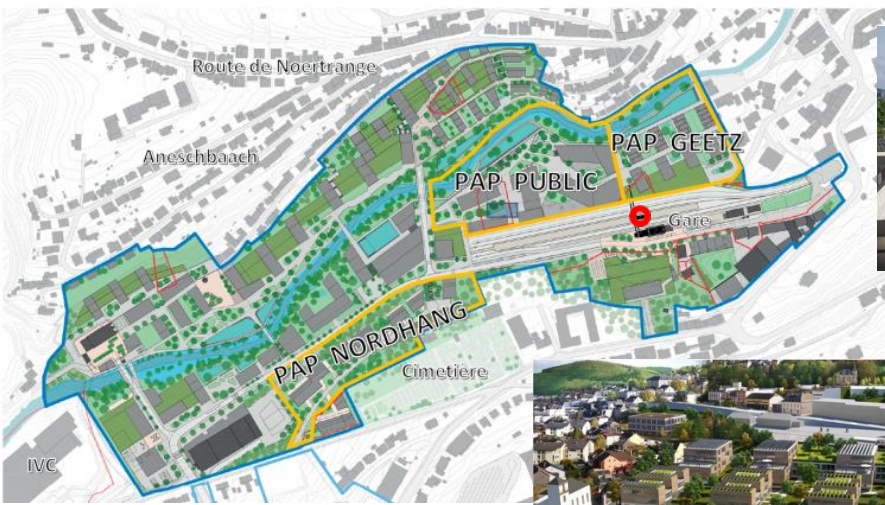 Route de Noertrange
Aneschbaach
PAP GEETZ
PAP PUBLIC
Gare
PAP NORDHANG
Cimetière
IVC